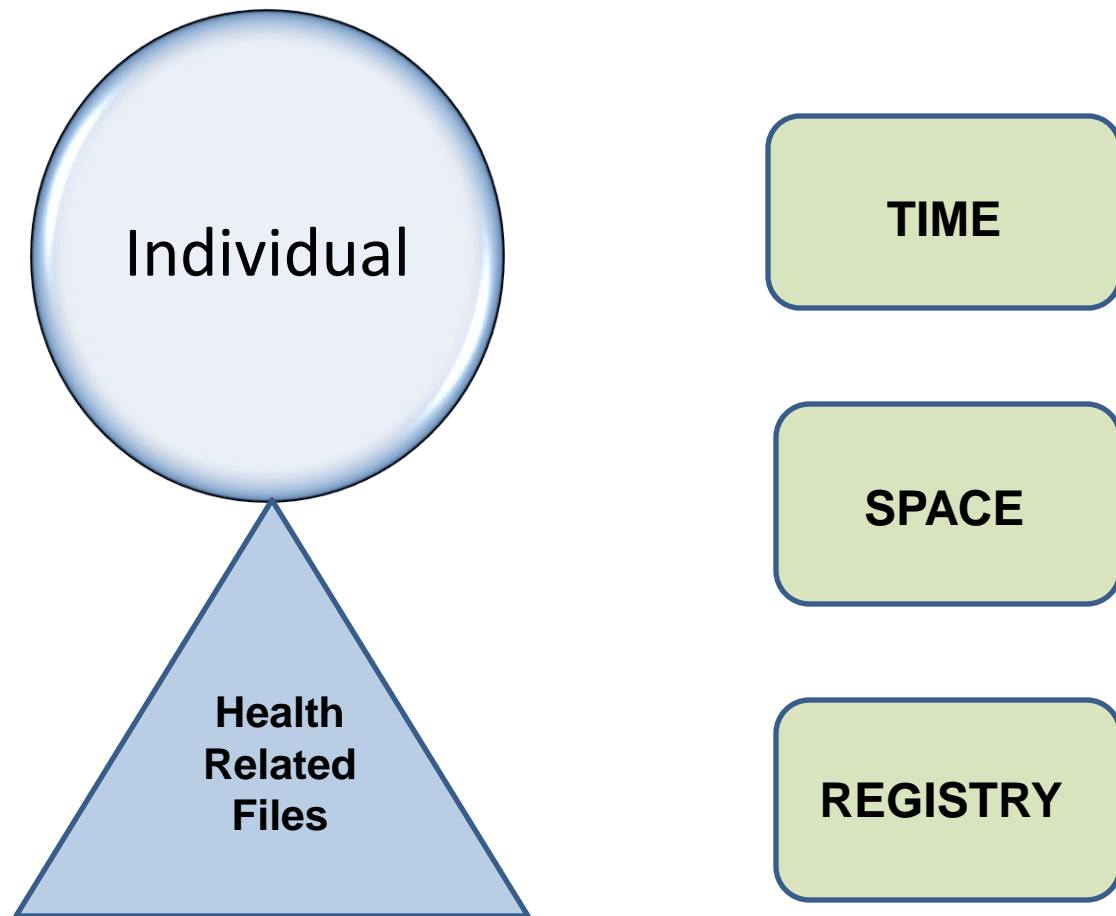 Individual
Health
Related
Files
TIME
SPACE
REGISTRY